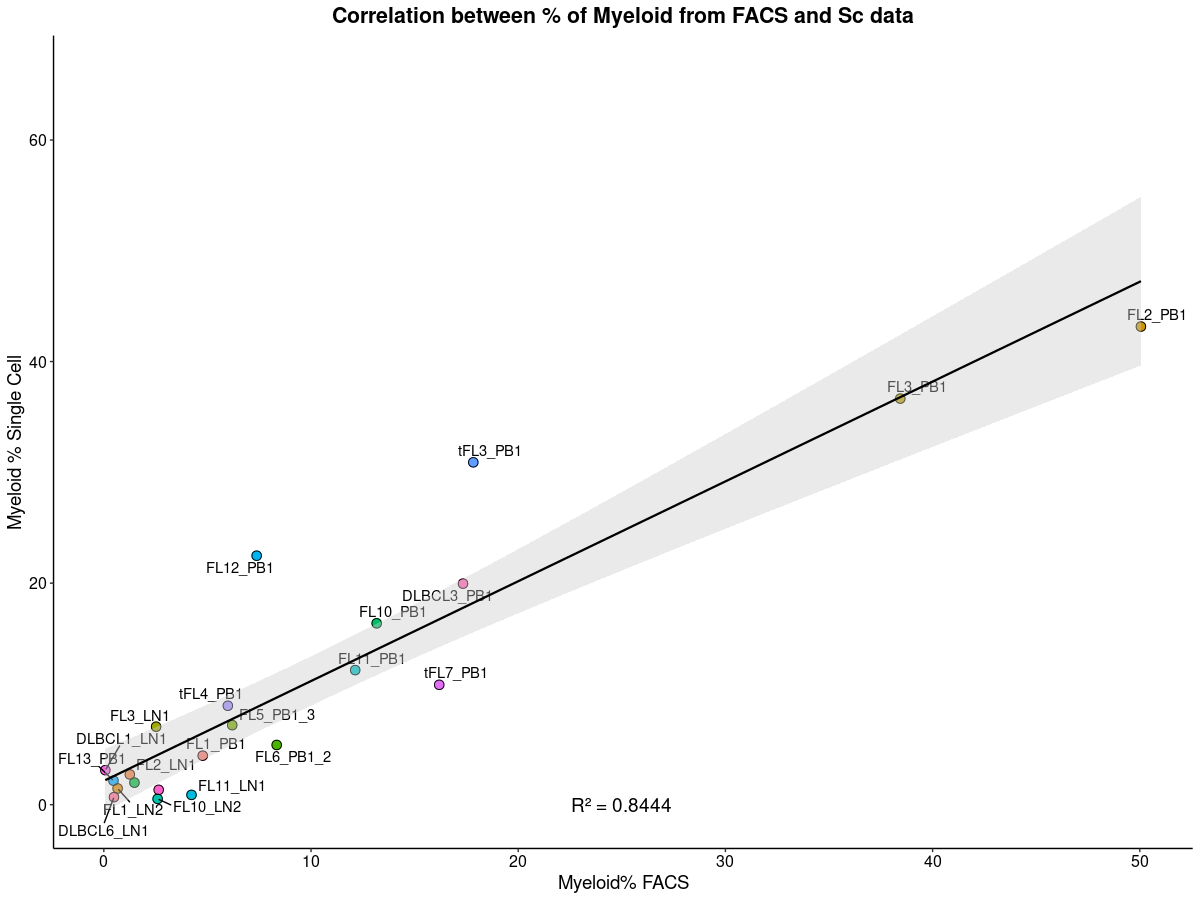 Correlation between % of Myeloid from FACS and Sc data
60
40
20
0
Myeloid % Single Cell
FL2_PB1
FL3_PB1
tFL3_PB1
FL12_PB1
DLBCL3_PB1
FL10_PB1
FL11_PB1
tFL7_PB1
tFL4_PB1
FL3_LN1
FL5_PB1_3
DLBCL1_LN1
FL1_PB1
FL6_PB1_2
FL13_PB1
FL2_LN1
FL11_LN1
FL1_LN2
FL10_LN2
DLBCL6_LN1
R² = 0.8444
0
10
20
30
40
50
Myeloid% FACS